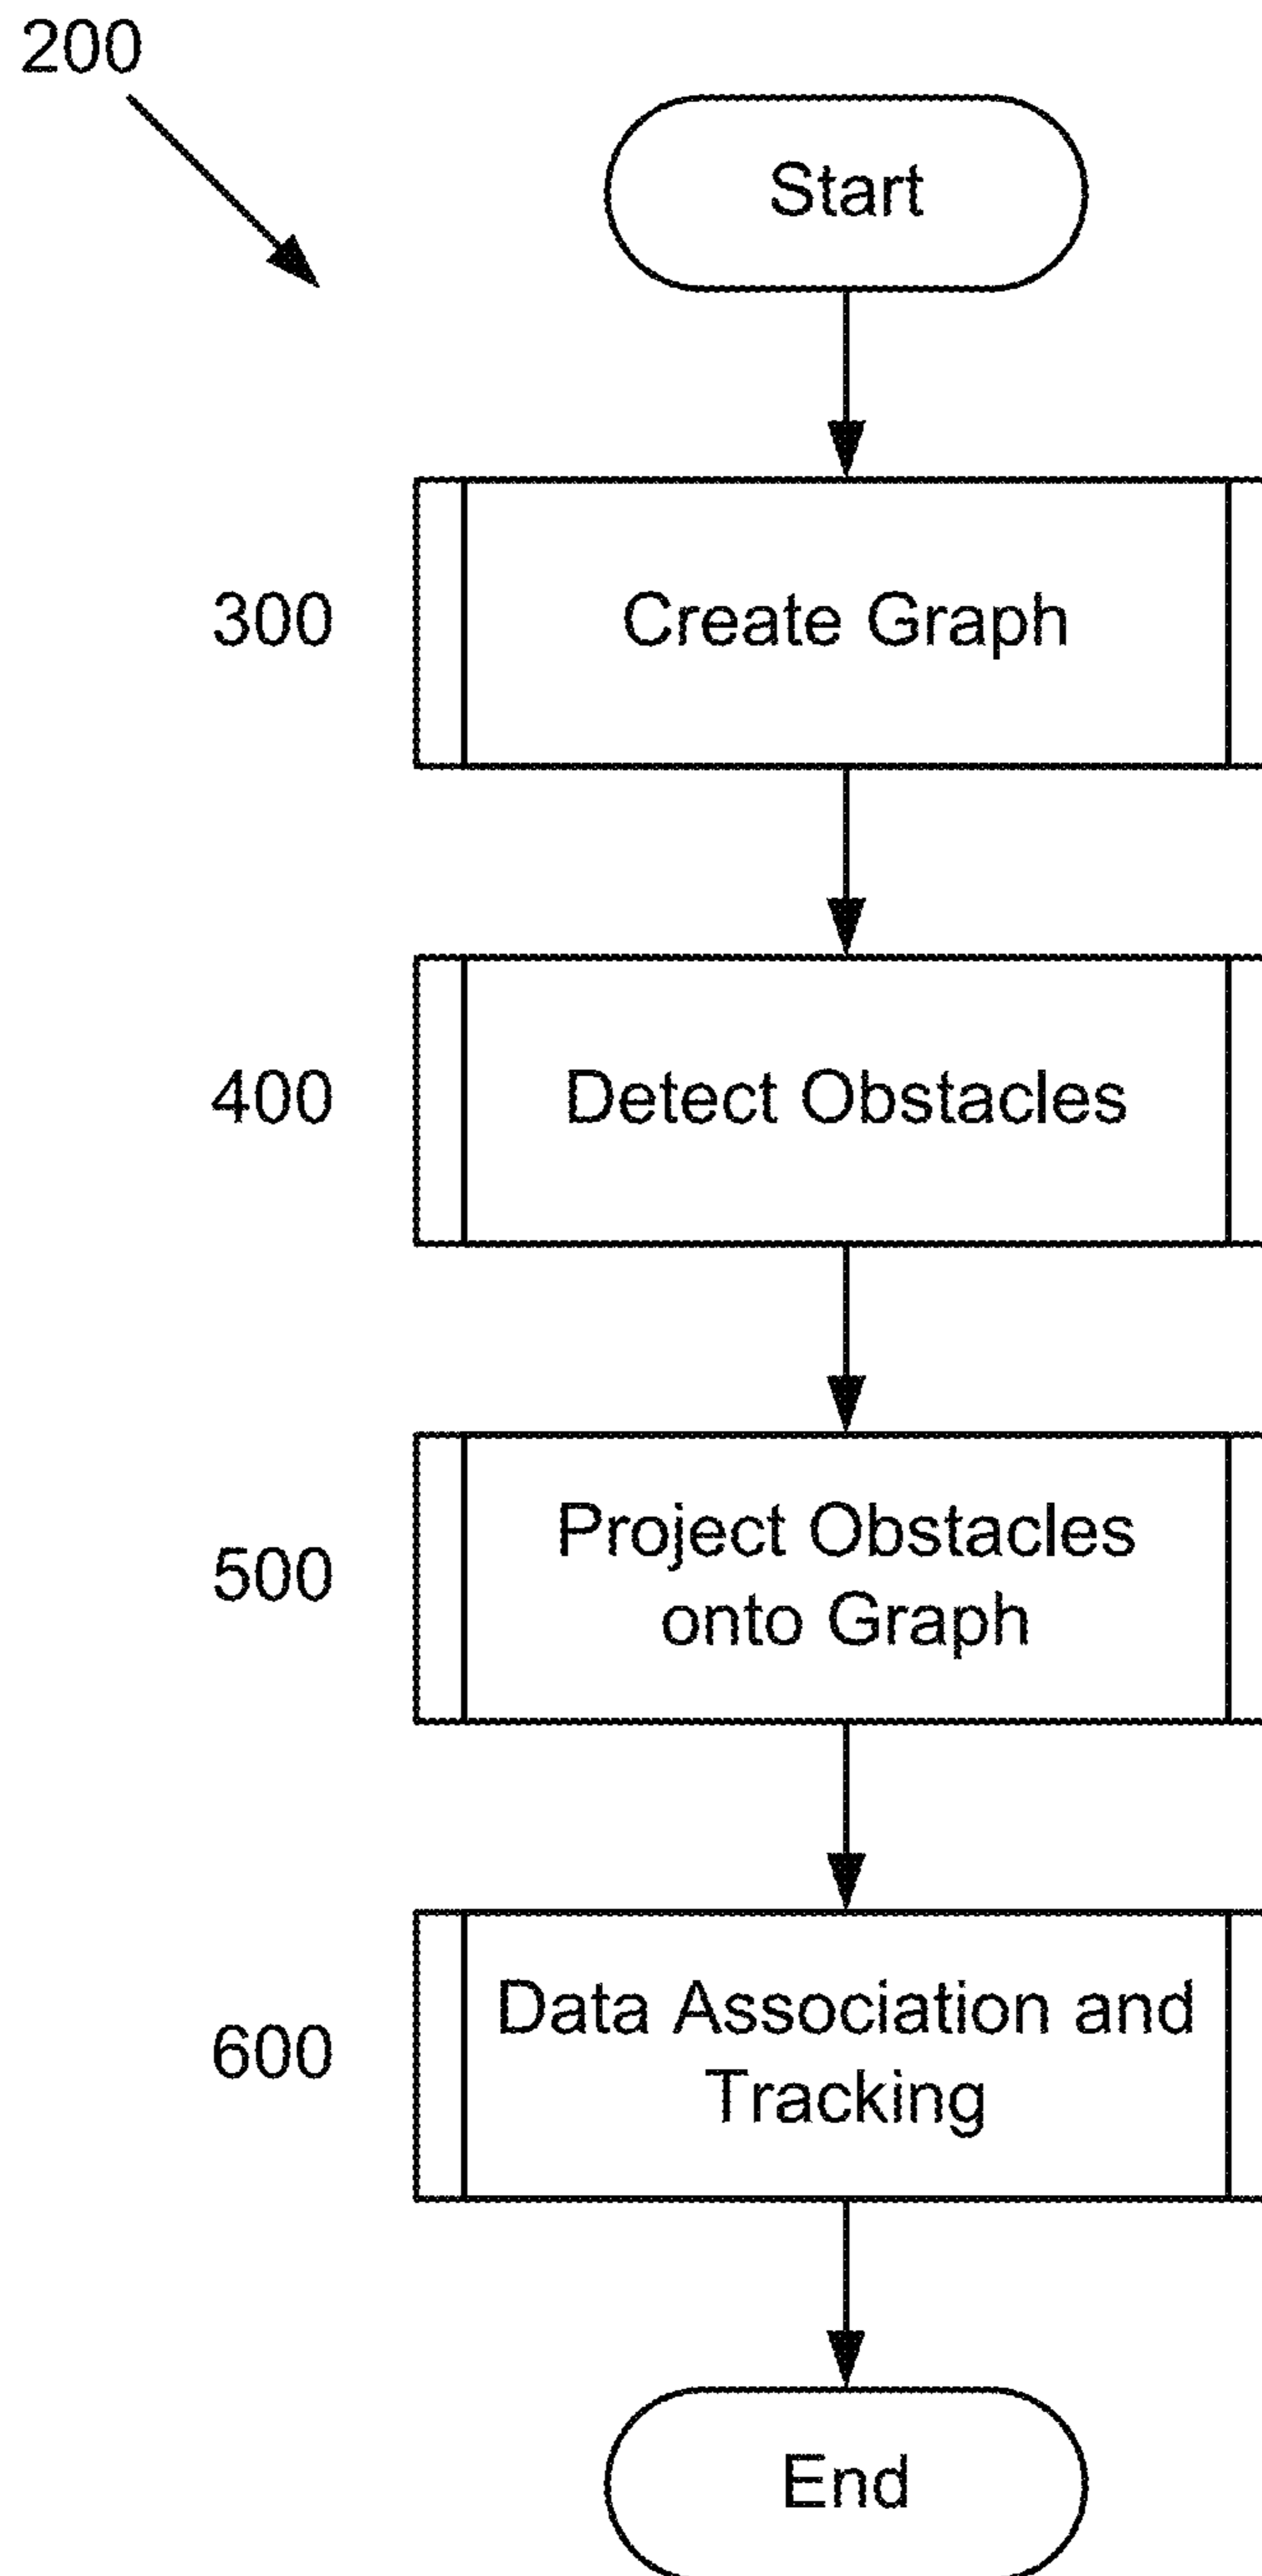 200
Start
300
Create Graph
400
Detect Obstacles
500
Project Obstacles
onto Graph
600
Data Association and
Tracking
End